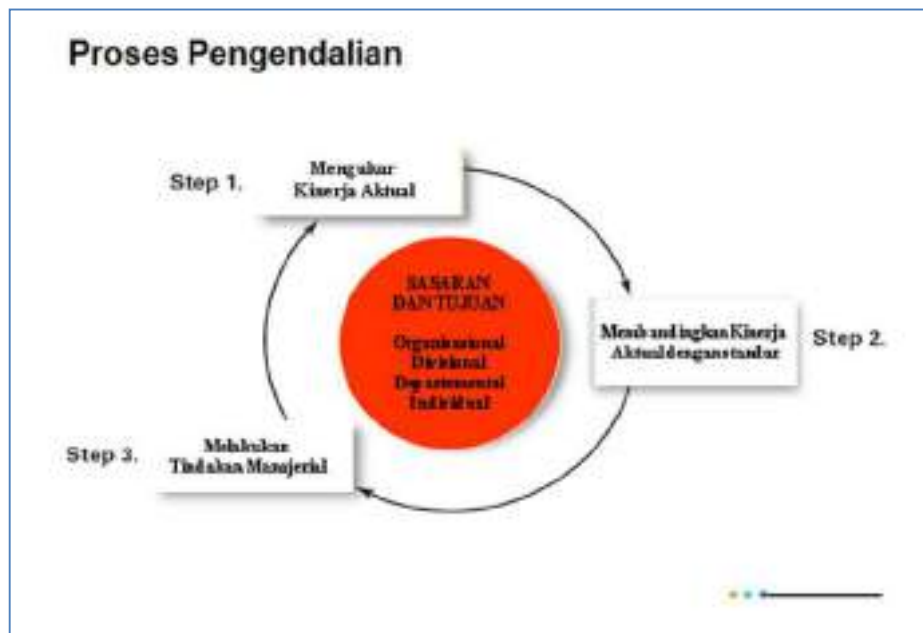 Proses Pengendalian
Step 1.
Mengukur
Kinerja Aktual
SASARAN
DAN TUJUAN
Organisasional
Divisional
Departemental
Individual
Membandingkan Kinerja
Aktual dengan standar
Step 2.
Step 3.
Melakukan
Tindakan Manajerial